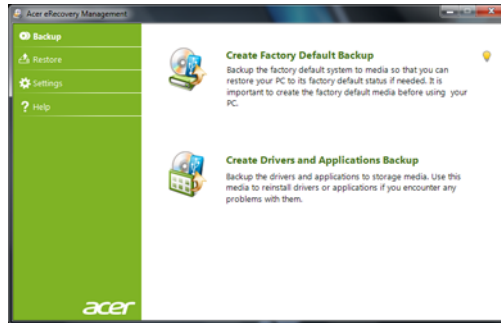 Acer eRecovery Management
Backup
Restore
Settings
Help
Create Factory Default Backup
Backup the factory default system to media so that you can
restore your PC to its factory default status if needed. It is
important to create the factory default media before using your
PC.
Create Drivers and Applications Backup
Backup the drivers and applications to storage media. Use this
media to reinstall drivers or applications if you encounter any
problems with them.
acer